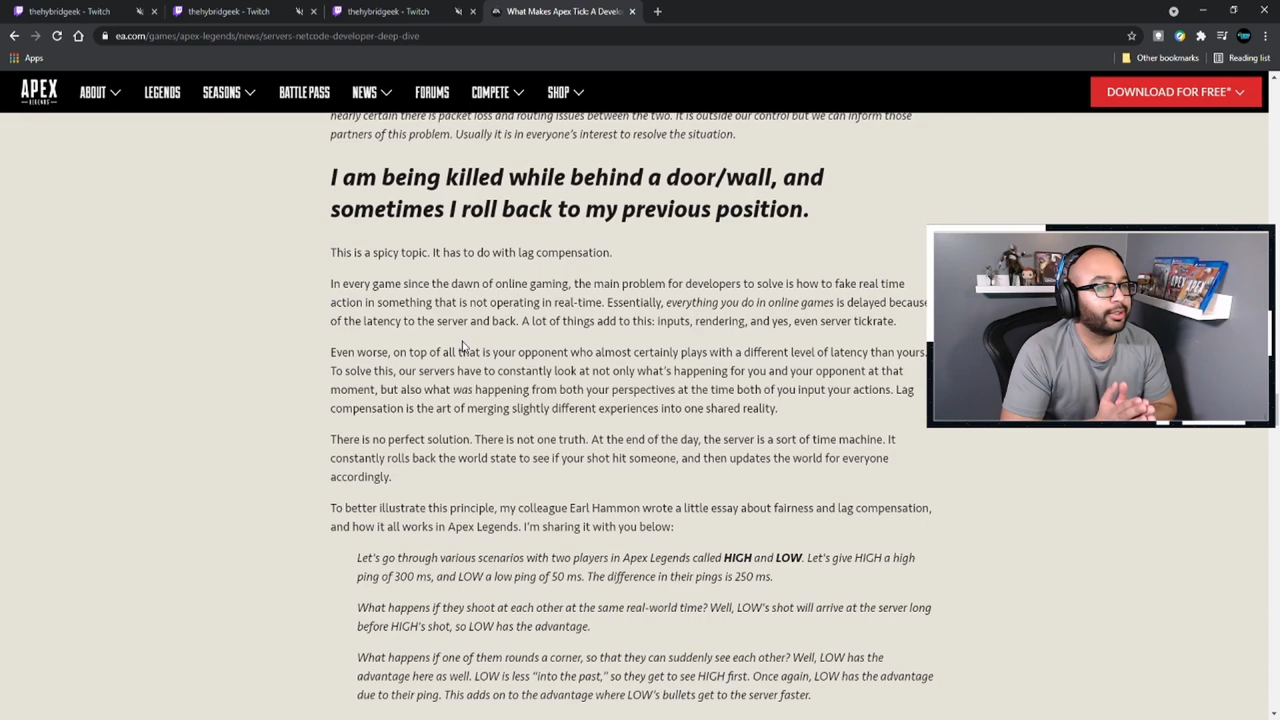 thehybridgeek - Twitch
thehybridgeek - Twitch
thehybridgeek - Twitch
What Makes Apex Tick: A Develo
ea.com/games/apex-legends/news/servers-netcode-developer-deep-dive
Apps
Other bookmarks
Reading list
APEX
LEGENDS
ABOUT
LEGENDS
SEASONS
BATTLE PASS
NEWS
FORUMS
COMPETE
SHOP
DOWNLOAD FOR FREE*
nearly certain there is packet loss and routing issues between the two. It is outside our control but we can inform those
partners of this problem. Usually it is in everyone's interest to resolve the situation.
I am being killed while behind a door/wall, and
sometimes I roll back to my previous position.
This is a spicy topic. It has to do with lag compensation.
In every game since the dawn of online gaming, the main problem for developers to solve is how to fake real time
action in something that is not operating in real-time. Essentially, everything you do in online games is delayed because
of the latency to the server and back. A lot of things add to this: inputs, rendering, and yes, even server tickrate.
Even worse, on top of all that is your opponent who almost certainly plays with a different level of latency than yours.
To solve this, our servers have to constantly look at not only what's happening for you and your opponent at that
moment, but also what was happening from both your perspectives at the time both of you input your actions. Lag
compensation is the art of merging slightly different experiences into one shared reality.
There is no perfect solution. There is not one truth. At the end of the day, the server is a sort of time machine. It
constantly rolls back the world state to see if your shot hit someone, and then updates the world for everyone
accordingly.
To better illustrate this principle, my colleague Earl Hammon wrote a little essay about fairness and lag compensation,
and how it all works in Apex Legends. I'm sharing it with you below:
Let's go through various scenarios with two players in Apex Legends called HIGH and LOW. Let's give HIGH a high
ping of 300 ms, and LOW a low ping of 50 ms. The difference in their pings is 250 ms.
What happens if they shoot at each other at the same real-world time? Well, LOW's shot will arrive at the server long
before HIGH's shot, so LOW has the advantage.
What happens if one of them rounds a corner, so that they can suddenly see each other? Well, LOW has the
advantage here as well. LOW is less "into the past," so they get to see HIGH first. Once again, LOW has the advantage
due to their ping. This adds on to the advantage where LOW's bullets get to the server faster.